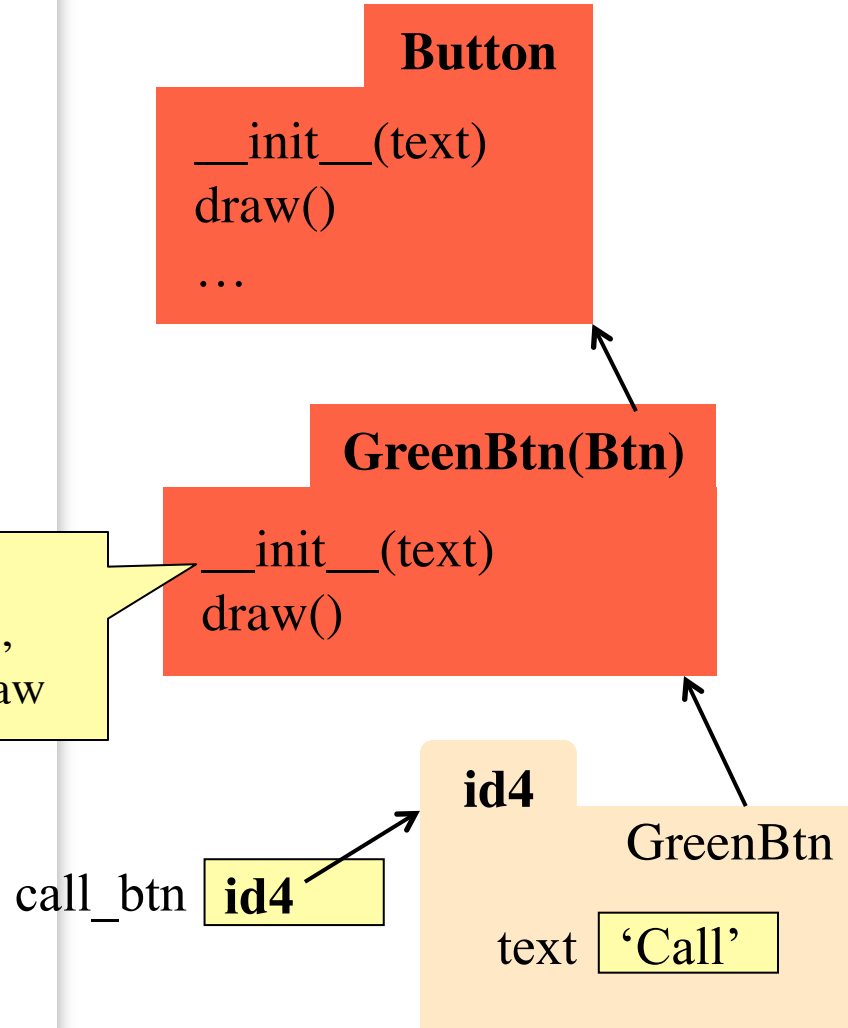 Button
__init__(text)
draw()
…
GreenBtn(Btn)
__init__(text)
draw()
,
id4
GreenBtn
call_btn id4
text ‘Call’